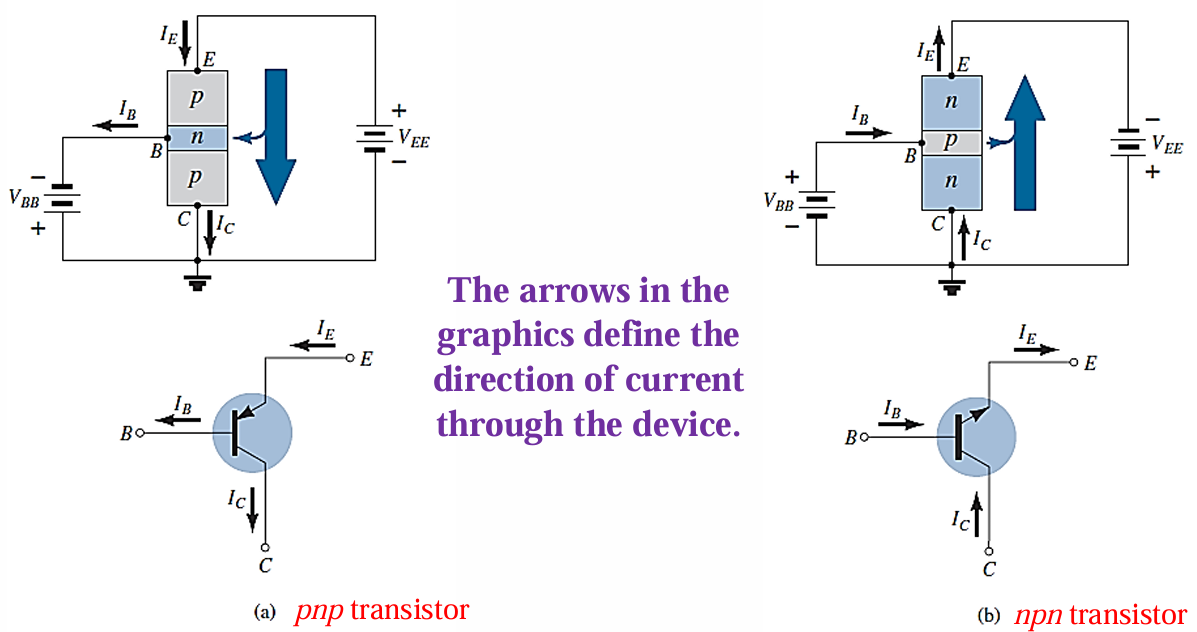 I_E
E
p
I_B
n
B
p
+
V_EE
−
−
V_BB
+
C
I_C
I_E
E
n
I_B
p
B
n
−
V_EE
+
+
V_BB
−
C
I_C
The arrows in the
graphics define the
direction of current
through the device.
I_E
E
I_B
B
I_C
C
(a) pnp transistor
I_E
E
I_B
B
I_C
C
(b) npn transistor